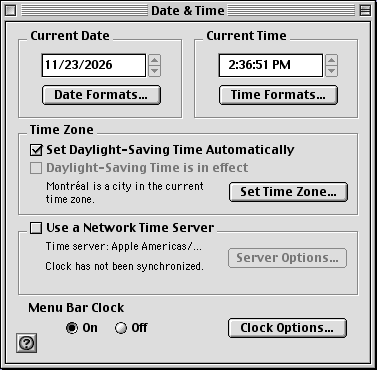 Date & Time
Current Date
11/23/2026
Date Formats...
Current Time
2:36:51 PM
Time Formats...
Time Zone
Set Daylight-Saving Time Automatically
Daylight-Saving Time is in effect
Montréal is a city in the current
time zone.
Set Time Zone...
Use a Network Time Server
Time server: Apple Americas/...
Clock has not been synchronized.
Server Options...
Menu Bar Clock
On Off
Clock Options...
?